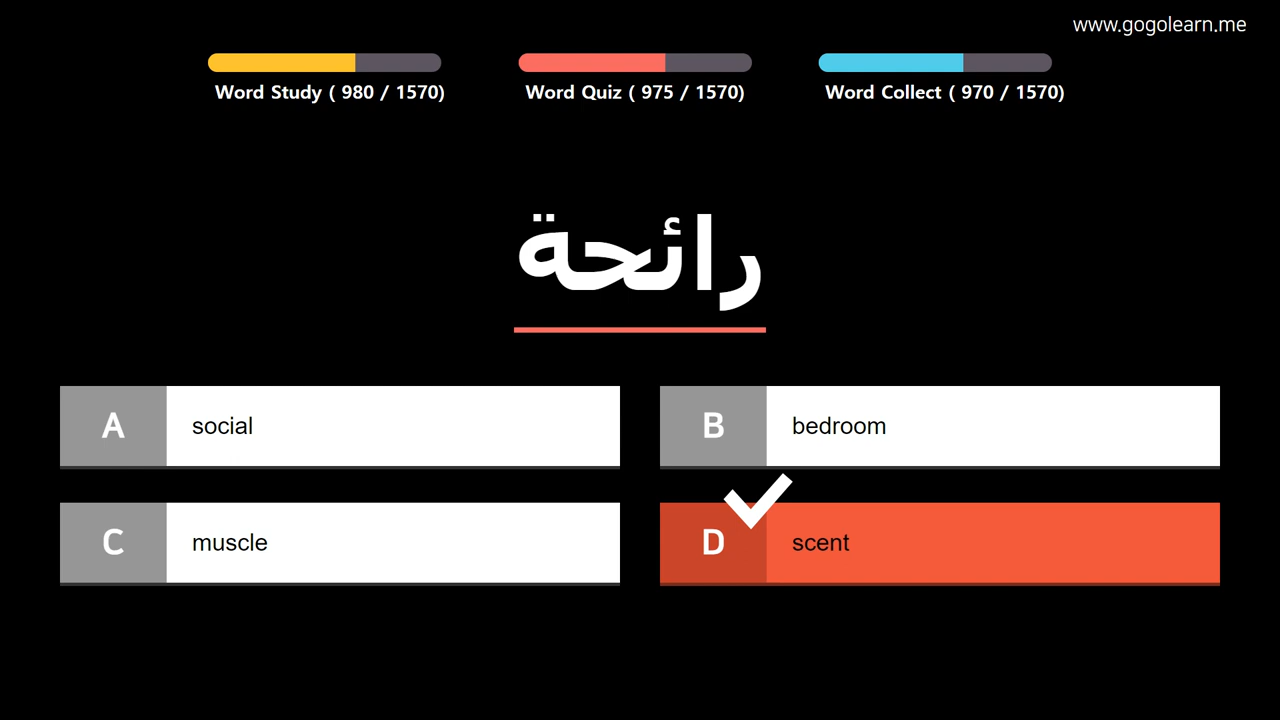 www.gogolearn.me
Word Study ( 980 / 1570)
Word Quiz ( 975 / 1570)
Word Collect ( 970 / 1570)
رائحة
A social
B bedroom
C muscle
D scent